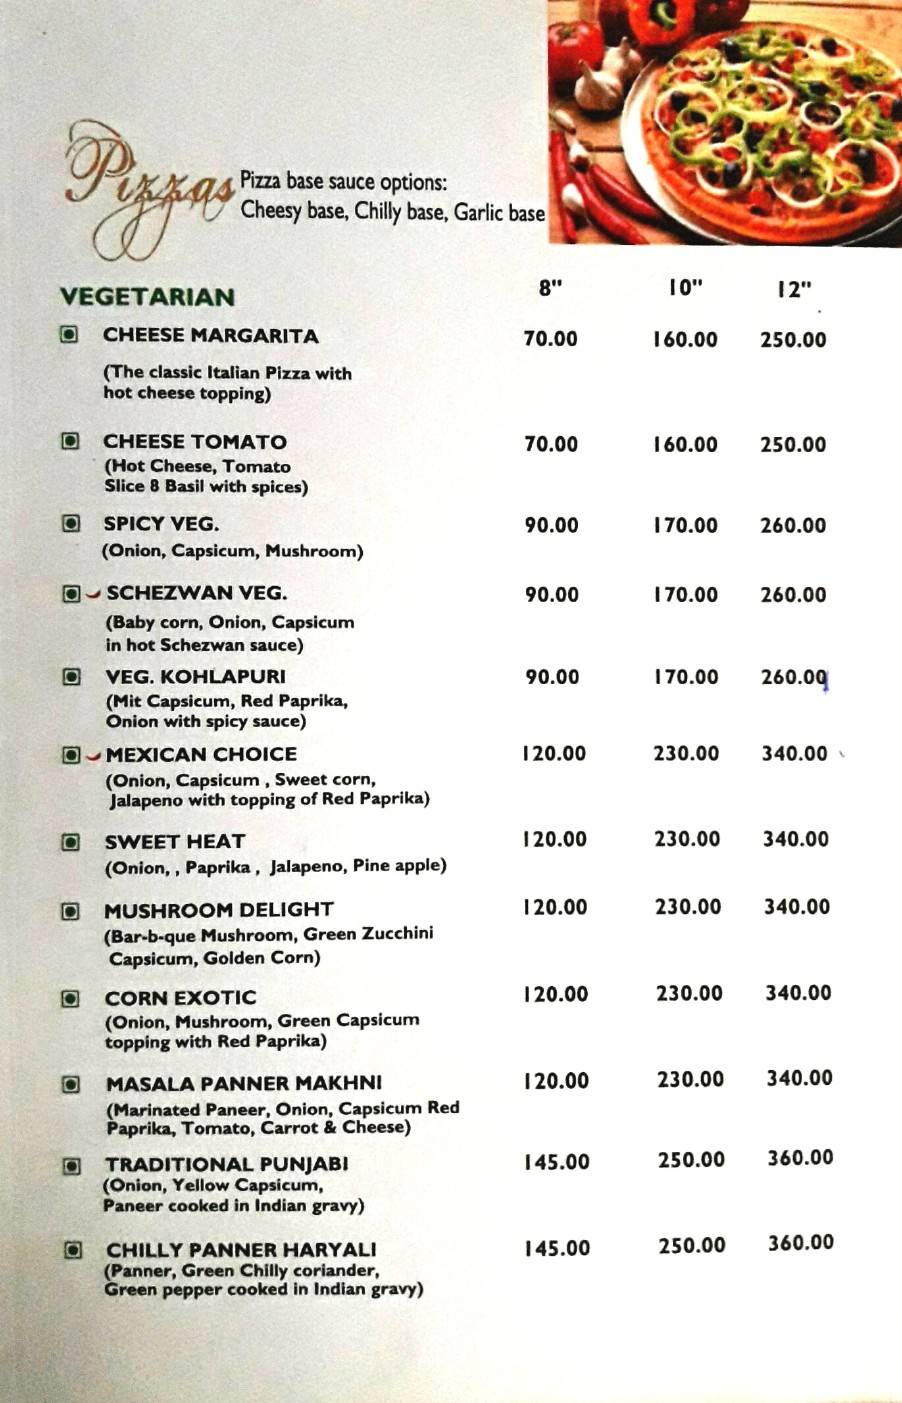 Pizzas
Pizza base sauce options:
Cheesy base, Chilly base, Garlic base
VEGETARIAN 8" 10" 12"
CHEESE MARGARITA 70.00 160.00 250.00
(The classic Italian Pizza with
hot cheese topping)
CHEESE TOMATO 70.00 160.00 250.00
(Hot Cheese, Tomato
Slice 8 Basil with spices)
SPICY VEG. 90.00 170.00 260.00
(Onion, Capsicum, Mushroom)
SCHEZWAN VEG. 90.00 170.00 260.00
(Baby corn, Onion, Capsicum
in hot Schezwan sauce)
VEG. KOHLAPURI 90.00 170.00 260.00
(Mit Capsicum, Red Paprika,
Onion with spicy sauce)
MEXICAN CHOICE 120.00 230.00 340.00
(Onion, Capsicum , Sweet corn,
Jalapeno with topping of Red Paprika)
SWEET HEAT 120.00 230.00 340.00
(Onion, , Paprika , Jalapeno, Pine apple)
MUSHROOM DELIGHT 120.00 230.00 340.00
(Bar-b-que Mushroom, Green Zucchini
Capsicum, Golden Corn)
CORN EXOTIC 120.00 230.00 340.00
(Onion, Mushroom, Green Capsicum
topping with Red Paprika)
MASALA PANNER MAKHNI 120.00 230.00 340.00
(Marinated Paneer, Onion, Capsicum Red
Paprika, Tomato, Carrot & Cheese)
TRADITIONAL PUNJABI 145.00 250.00 360.00
(Onion, Yellow Capsicum,
Paneer cooked in Indian gravy)
CHILLY PANNER HARYALI 145.00 250.00 360.00
(Panner, Green Chilly coriander,
Green pepper cooked in Indian gravy)